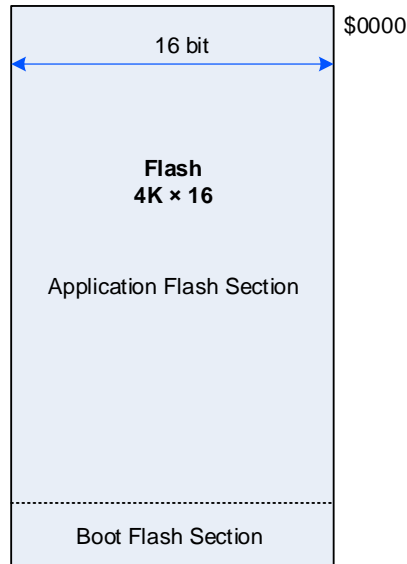 $0000
16 bit
Flash
4K × 16
Application Flash Section
Boot Flash Section